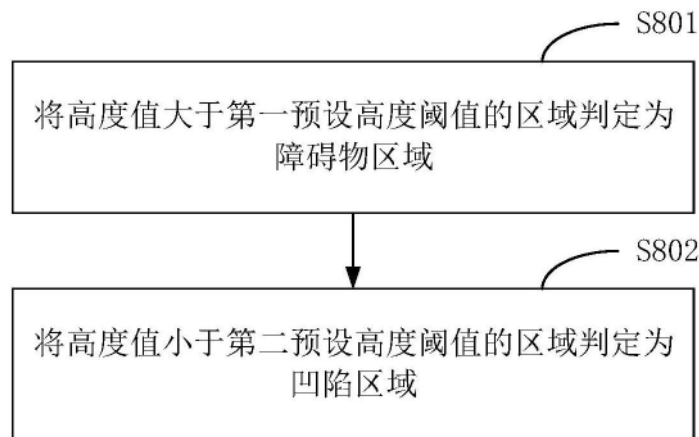 S801
将高度值大于第一预设高度阈值的区域判定为
障碍物区域
S802
将高度值小于第二预设高度阈值的区域判定为
凹陷区域